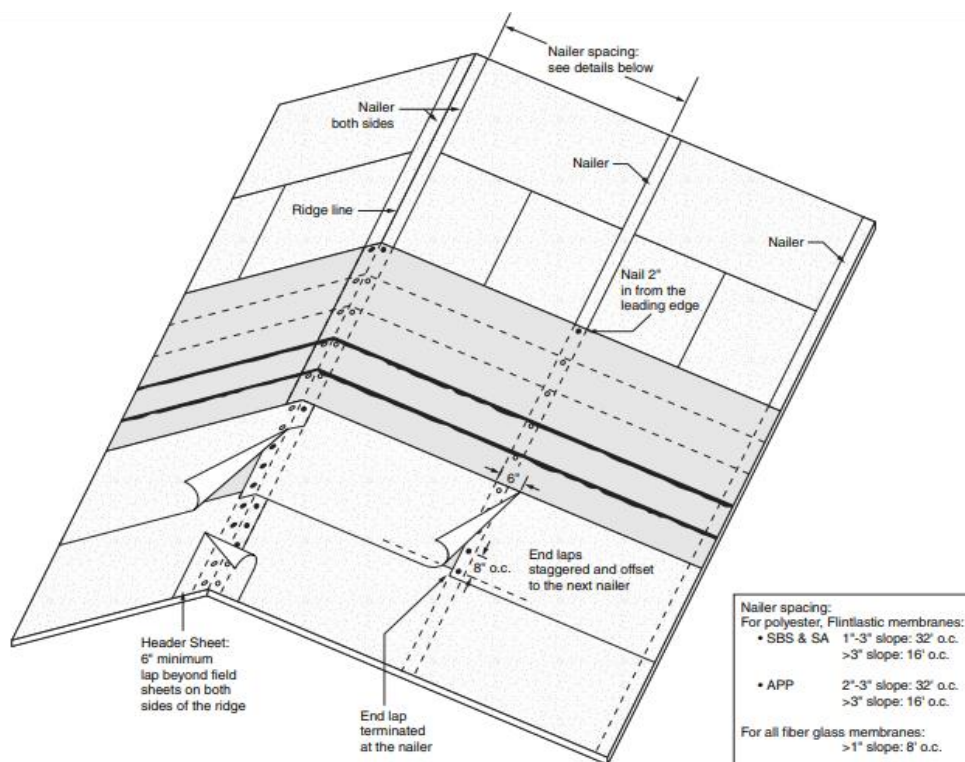 Nailer spacing:
see details below
Nailer
both sides
Nailer
Ridge line
Nailer
Nail 2"
in from the
leading edge
6"
8" o.c.
End laps
staggered and offset
to the next nailer
Header Sheet:
6" minimum
lap beyond field
sheets on both
sides of the ridge
End lap
terminated
at the nailer
Nailer spacing:
For polyester, Flintlastic membranes:
• SBS & SA 1"-3" slope: 32' o.c.
>3" slope: 16' o.c.
• APP 2"-3" slope: 32' o.c.
>3" slope: 16' o.c.
For all fiber glass membranes:
>1" slope: 8' o.c.